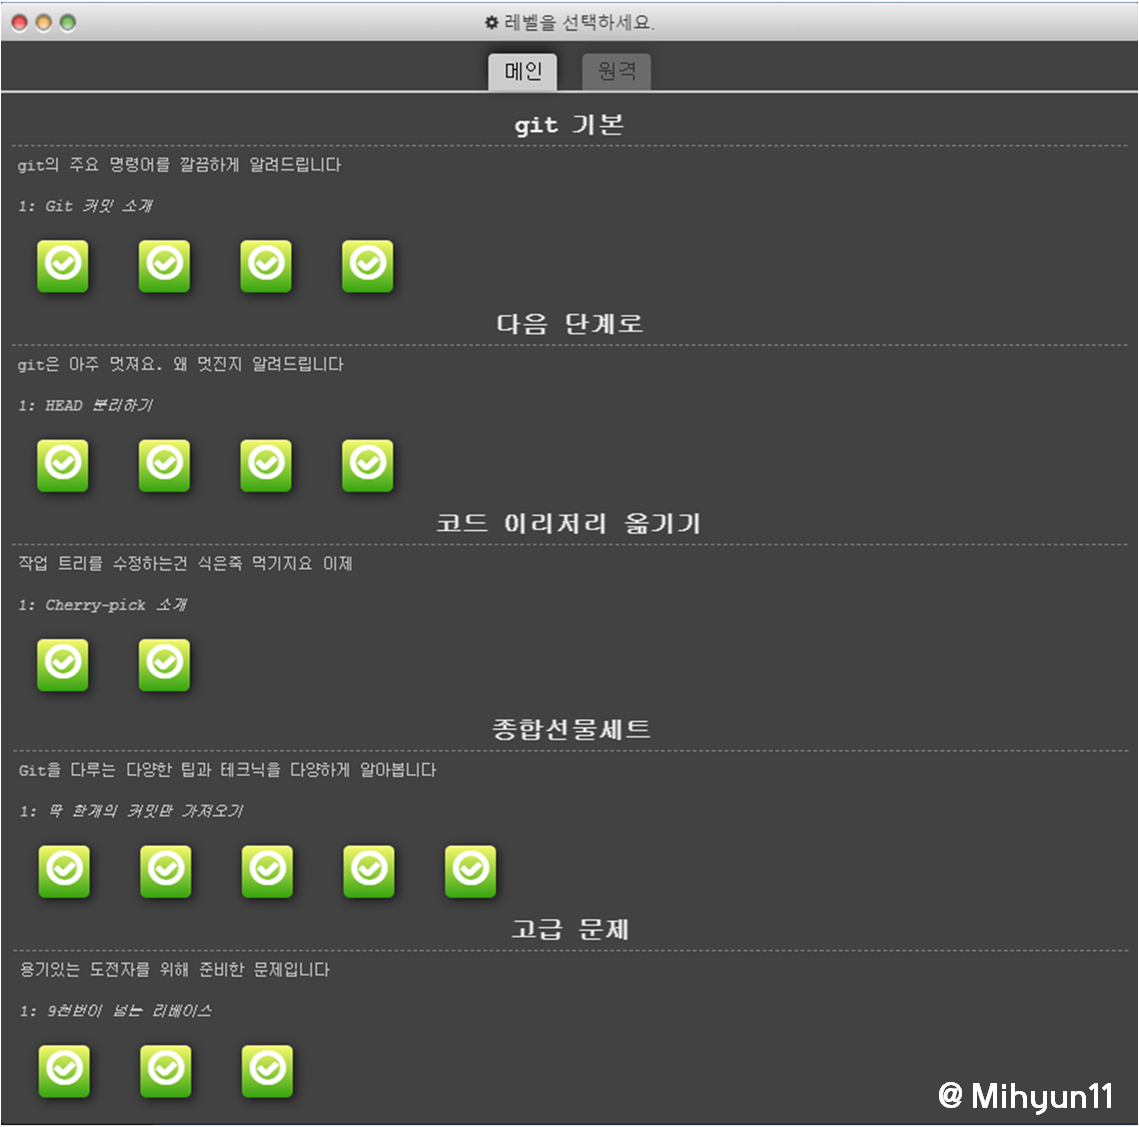 레벨을 선택하세요.
메인 원격
git 기본
git의 주요 명령어를 깔끔하게 알려드립니다
1: Git 커밋 소개
다음 단계로
git은 아주 멋져요. 왜 멋진지 알려드립니다
1: HEAD 분리하기
코드 이리저리 옮기기
작업 트리를 수정하는건 식은죽 먹기지요 이제
1: Cherry-pick 소개
종합선물세트
Git을 다루는 다양한 팁과 테크닉을 다양하게 알아봅니다
1: 딱 한개의 커밋만 가져오기
고급 문제
용기있는 도전자를 위해 준비한 문제입니다
1: 9천번이 넘는 리베이스
@ Mihyun11